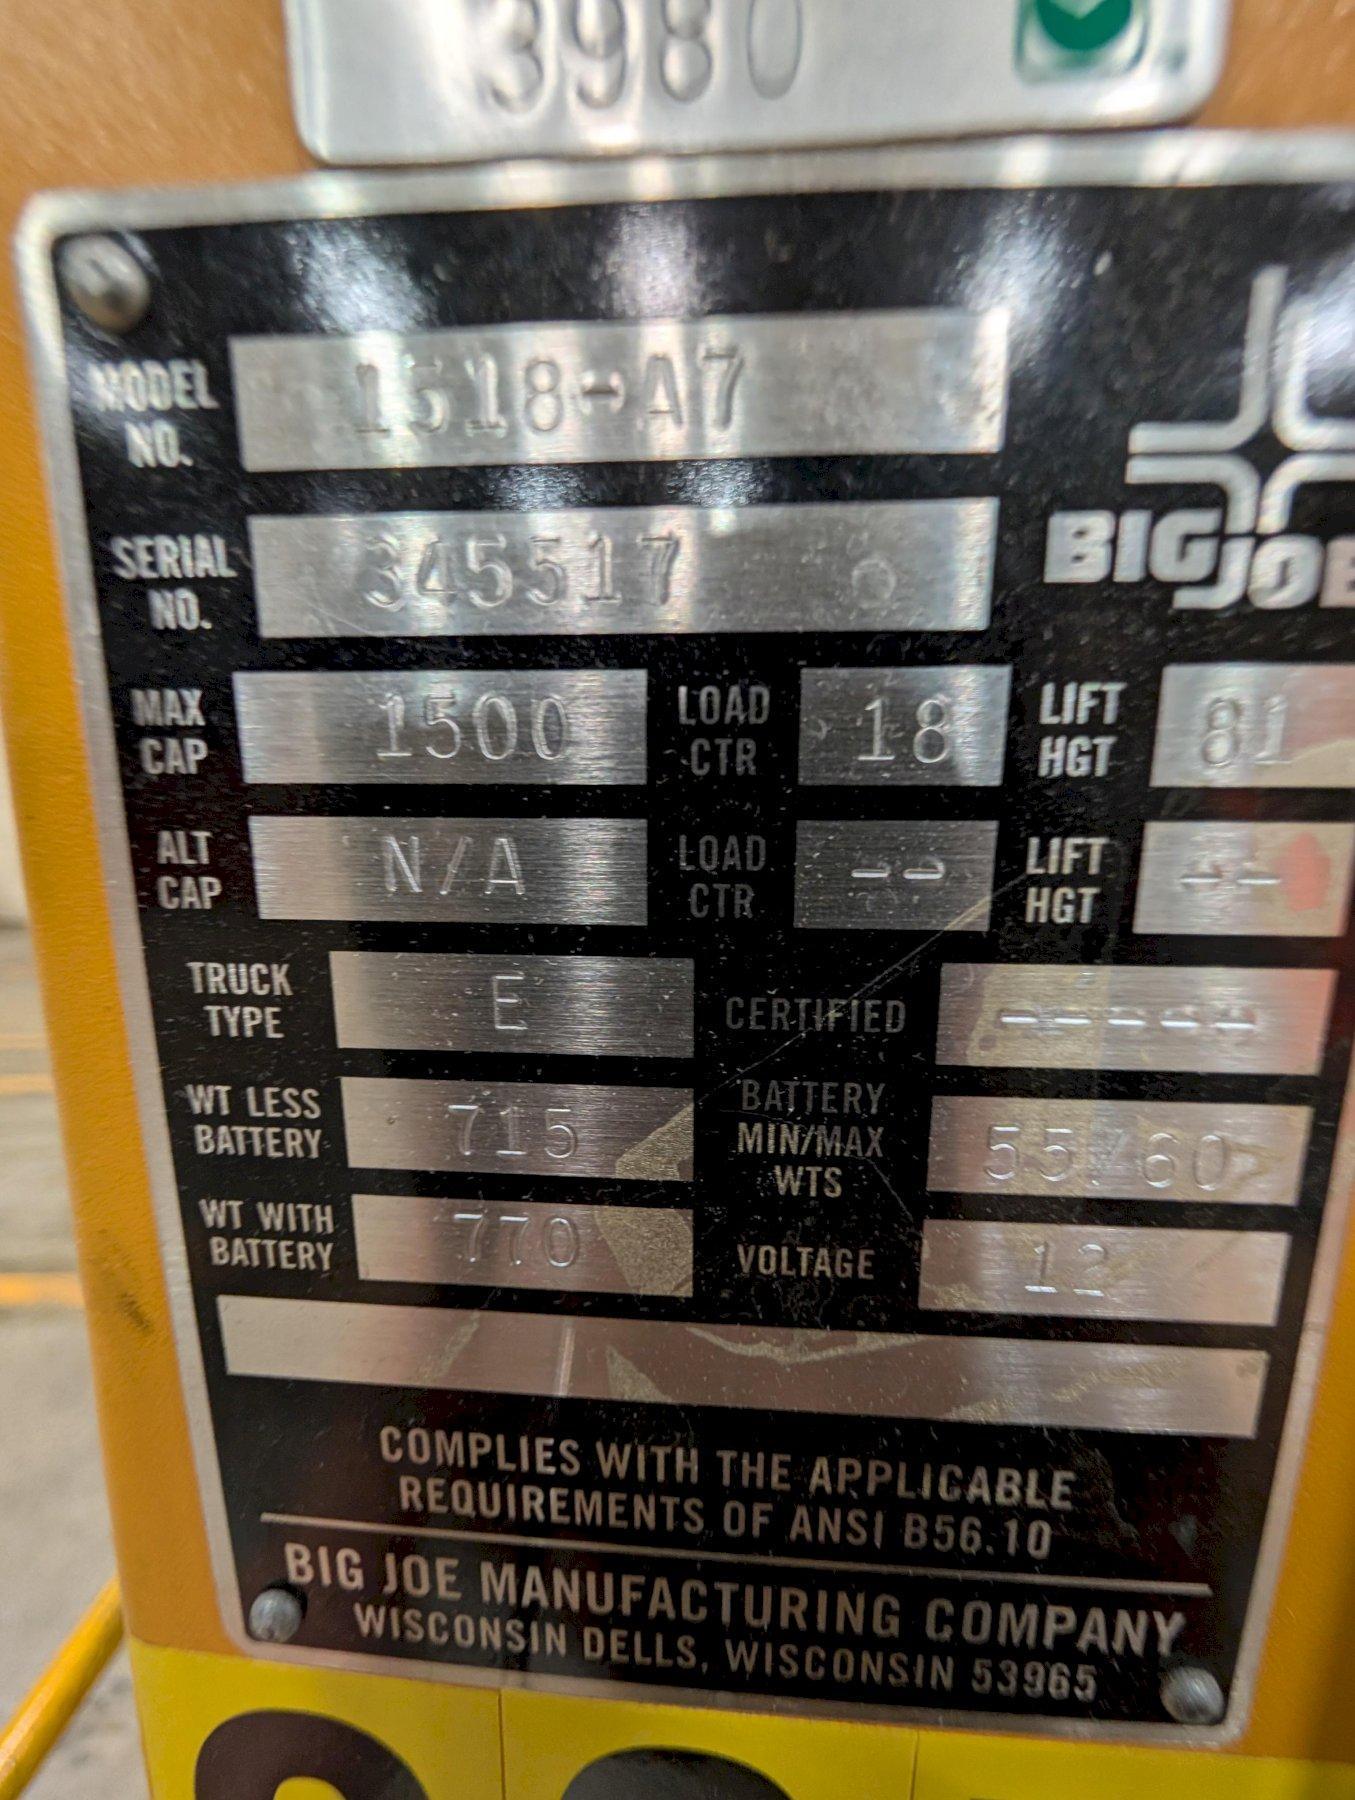 3980
MODEL NO. 1518-A7
BIG JOE
SERIAL NO. 345517
MAX CAP 1500 LOAD CTR 18 LIFT HGT 81
ALT CAP N/A LOAD CTR -- LIFT HGT --
TRUCK TYPE E CERTIFIED -----
WT LESS BATTERY 715 BATTERY MIN/MAX WTS 55/60
WT WITH BATTERY 770 VOLTAGE 12
COMPLIES WITH THE APPLICABLE
REQUIREMENTS OF ANSI B56.10
BIG JOE MANUFACTURING COMPANY
WISCONSIN DELLS, WISCONSIN 53965